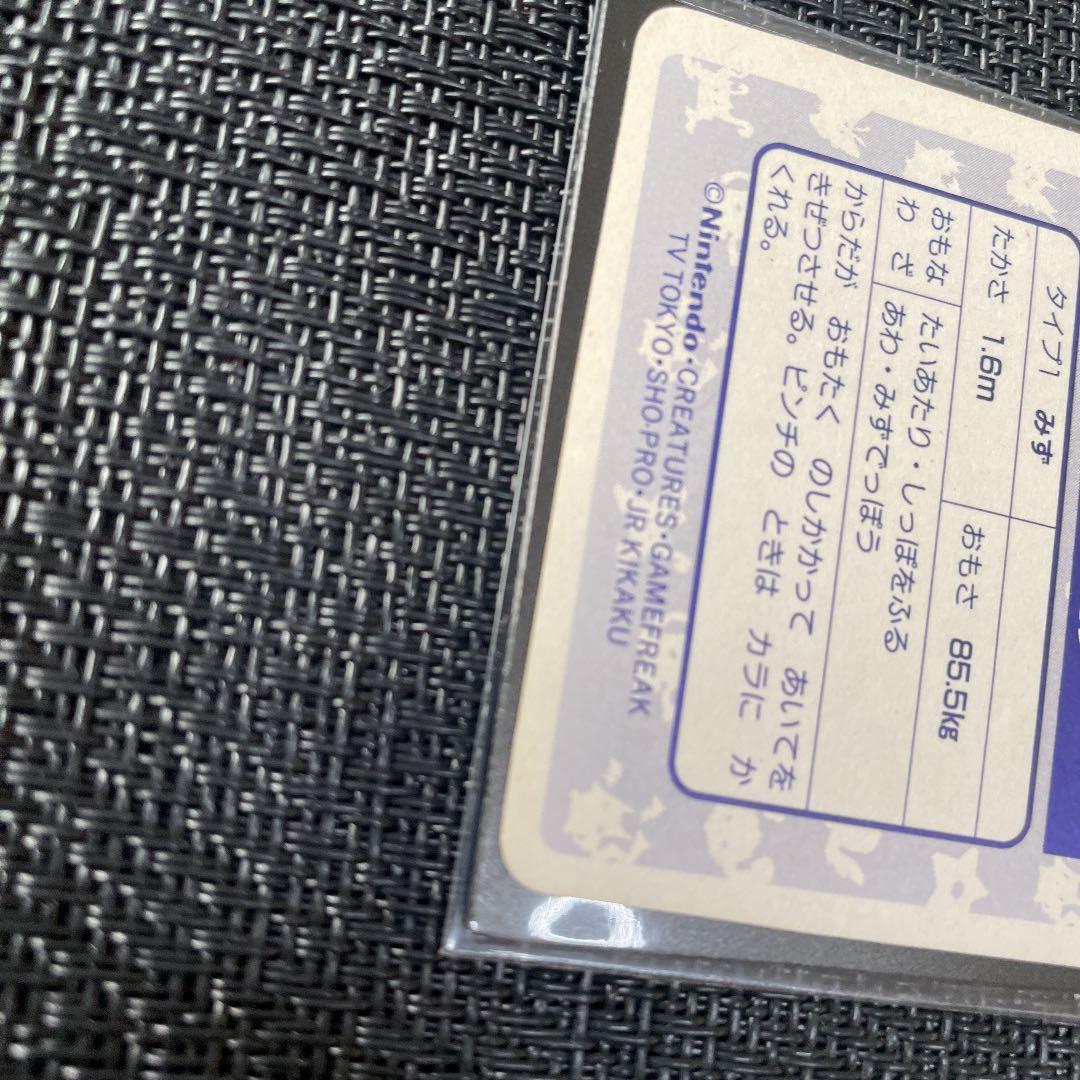 タイプ1 みず
たかさ 1.6m おもさ 85.5kg
おもな たいあたり・しっぽをふる
わざ あわ・みずでっぽう
からだが おもたく のしかかって あいてを
きぜつさせる。ピンチの ときは カラに か
くれる。
©Nintendo・CREATURES・GAMEFREAK
TV TOKYO・SHO.PRO・JR KIKAKU